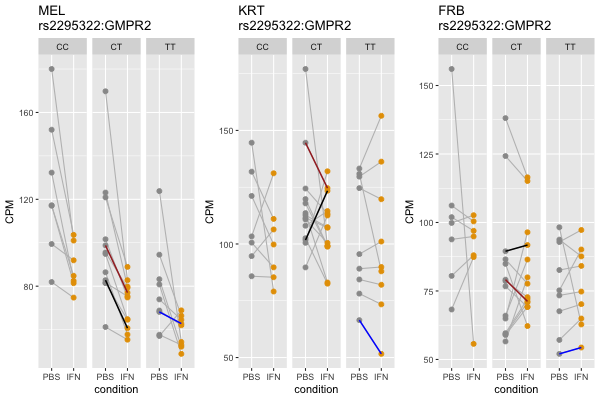 MEL
rs2295322:GMPR2
CC CT TT
160
120
80
CPM
PBS IFN PBS IFN PBS IFN
condition
KRT
rs2295322:GMPR2
CC CT TT
150
100
50
CPM
PBS IFN PBS IFN PBS IFN
condition
FRB
rs2295322:GMPR2
CC CT TT
150
125
100
75
50
CPM
PBS IFN PBS IFN PBS IFN
condition